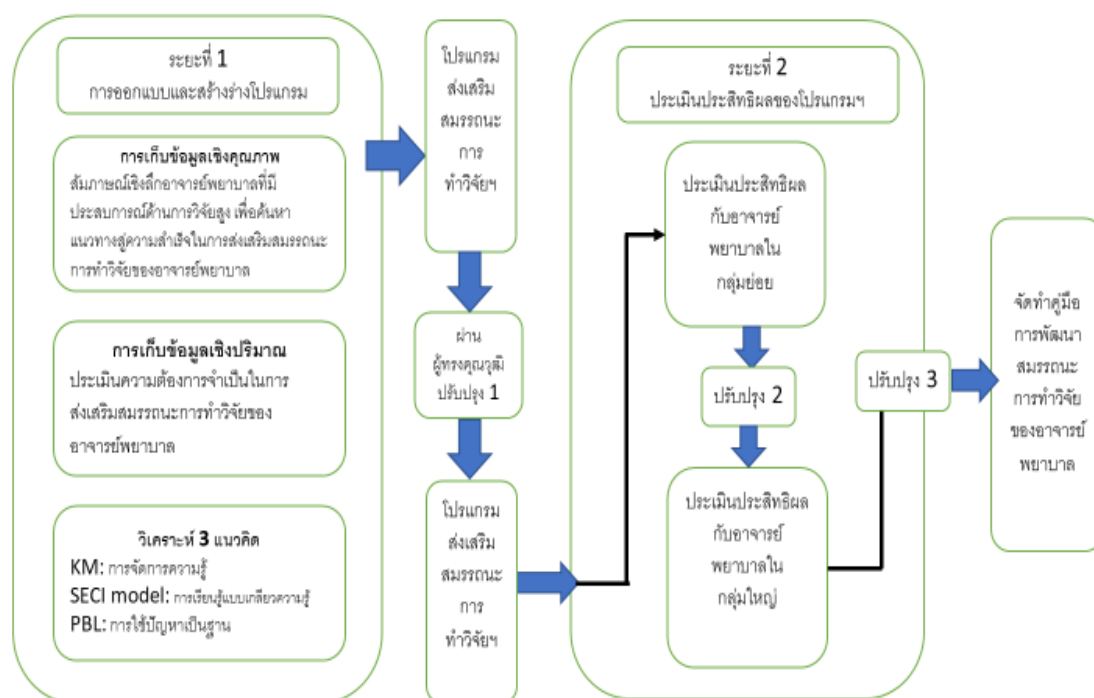 ระยะที่ 1
การออกแบบและสร้างร่างโปรแกรม
การเก็บข้อมูลเชิงคุณภาพ
สัมภาษณ์เชิงลึกอาจารย์พยาบาลที่มี
ประสบการณ์ด้านการวิจัยสูง เพื่อค้นหา
แนวทางสู่ความสำเร็จในการส่งเสริมสมรรถนะ
การทำวิจัยของอาจารย์พยาบาล
การเก็บข้อมูลเชิงปริมาณ
ประเมินความต้องการจำเป็นในการ
ส่งเสริมสมรรถนะการทำวิจัยของ
อาจารย์พยาบาล
วิเคราะห์ 3 แนวคิด
KM: การจัดการความรู้
SECI model: การเรียนรู้แบบเกลียวความรู้
PBL: การใช้ปัญหาเป็นฐาน
โปรแกรม
ส่งเสริม
สมรรถนะ
การ
ทำวิจัยฯ
ผ่าน
ผู้ทรงคุณวุฒิ
ปรับปรุง 1
โปรแกรม
ส่งเสริม
สมรรถนะ
การ
ทำวิจัยฯ
ระยะที่ 2
ประเมินประสิทธิผลของโปรแกรมฯ
ประเมินประสิทธิผล
กับอาจารย์
พยาบาลใน
กลุ่มย่อย
ปรับปรุง 2
ประเมินประสิทธิผล
กับอาจารย์
พยาบาลใน
กลุ่มใหญ่
ปรับปรุง 3
จัดทำคู่มือ
การพัฒนา
สมรรถนะ
การทำวิจัย
ของอาจารย์
พยาบาล